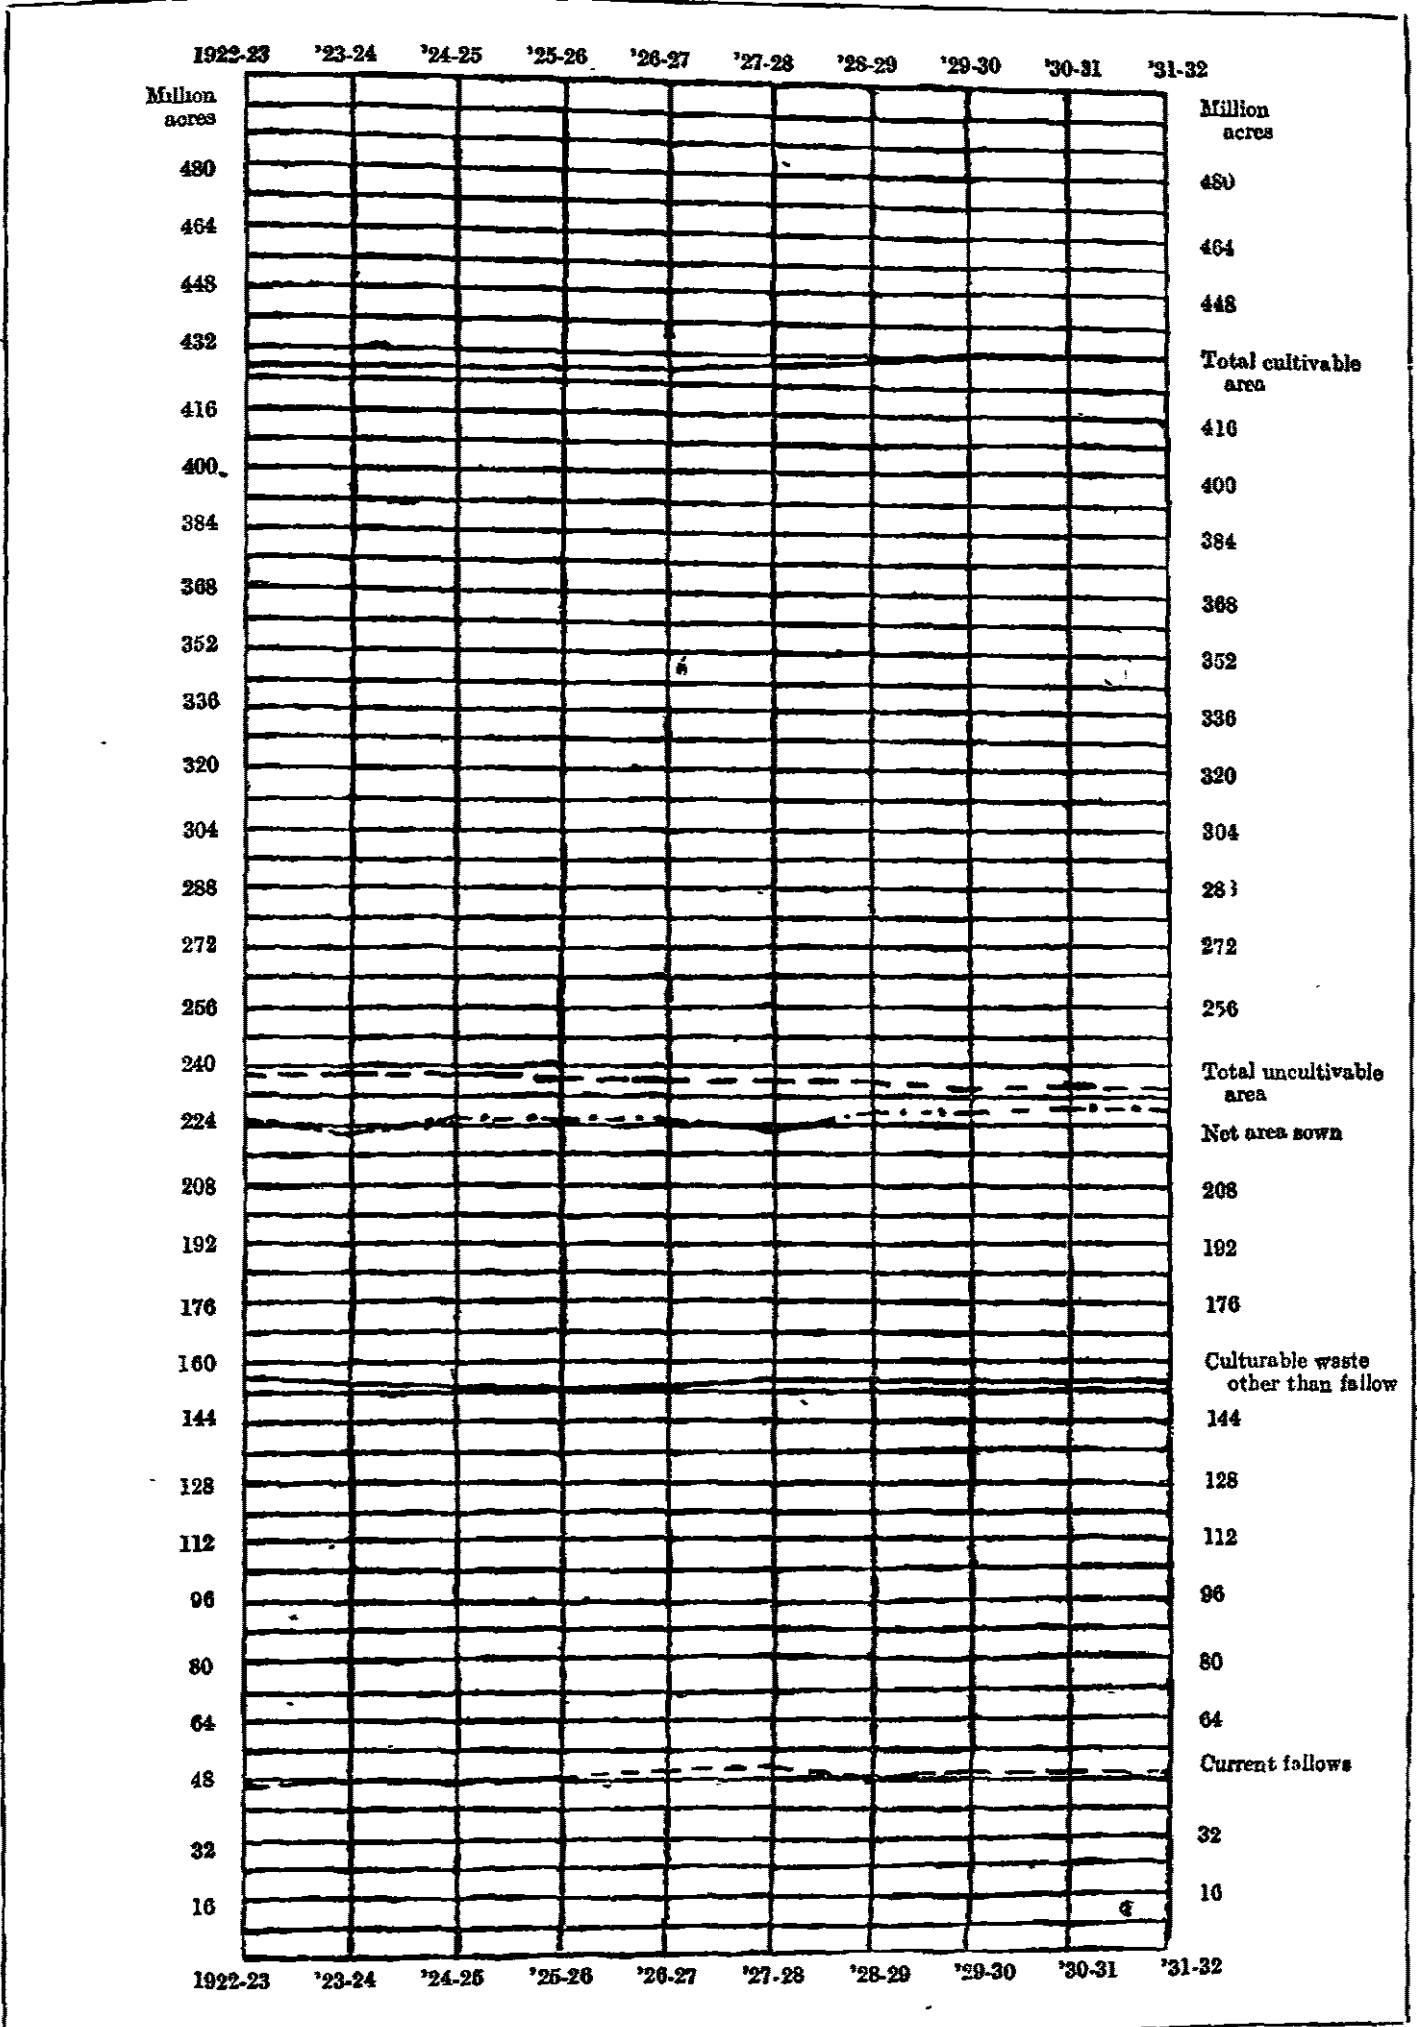 1922-23 '23-24 '24-25 '25-26 '26-27 '27-28 '28-29 '29-30 '30-31 '31-32
Million
acres
Million
acres
480 480
464 464
448 448
432 Total cultivable
area
416 416
400 400
384 384
368 368
352 352
336 336
320 320
304 304
288 288
272 272
256 256
240 Total uncultivable
area
224 Net area sown
208 208
192 192
176 176
160 Culturable waste
other than fallow
144 144
128 128
112 112
96 96
80 80
64 64
48 Current fallows
32 32
16 16
1922-23 '23-24 '24-25 '25-26 '26-27 '27-28 '28-29 '29-30 '30-31 '31-32